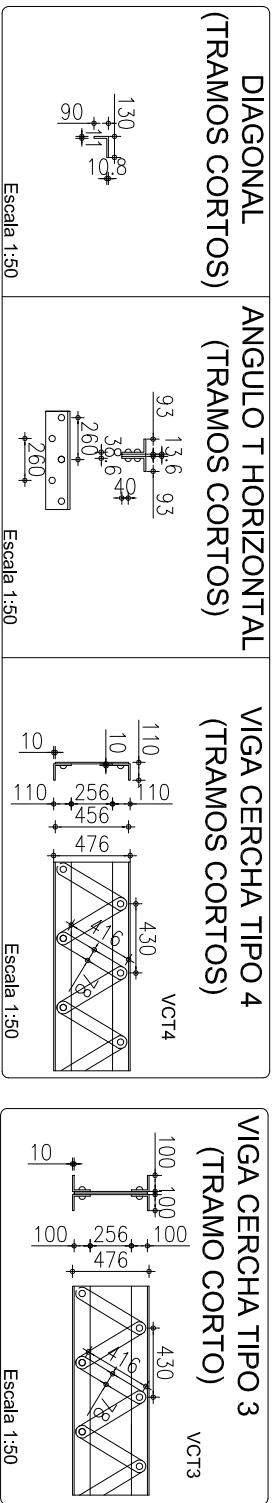 DIAGONAL
(TRAMOS CORTOS)
130
90
11
10.8
Escala 1:50
ANGULO T HORIZONTAL
(TRAMOS CORTOS)
93
13.6
93
38.6
40
260
260
Escala 1:50
VIGA CERCHA TIPO 4
(TRAMOS CORTOS)
110
10
10
110
256
110
456
476
430
416
87
VCT4
Escala 1:50
VIGA CERCHA TIPO 3
(TRAMO CORTO)
100
100
10
100
256
100
476
430
416
87
VCT3
Escala 1:50